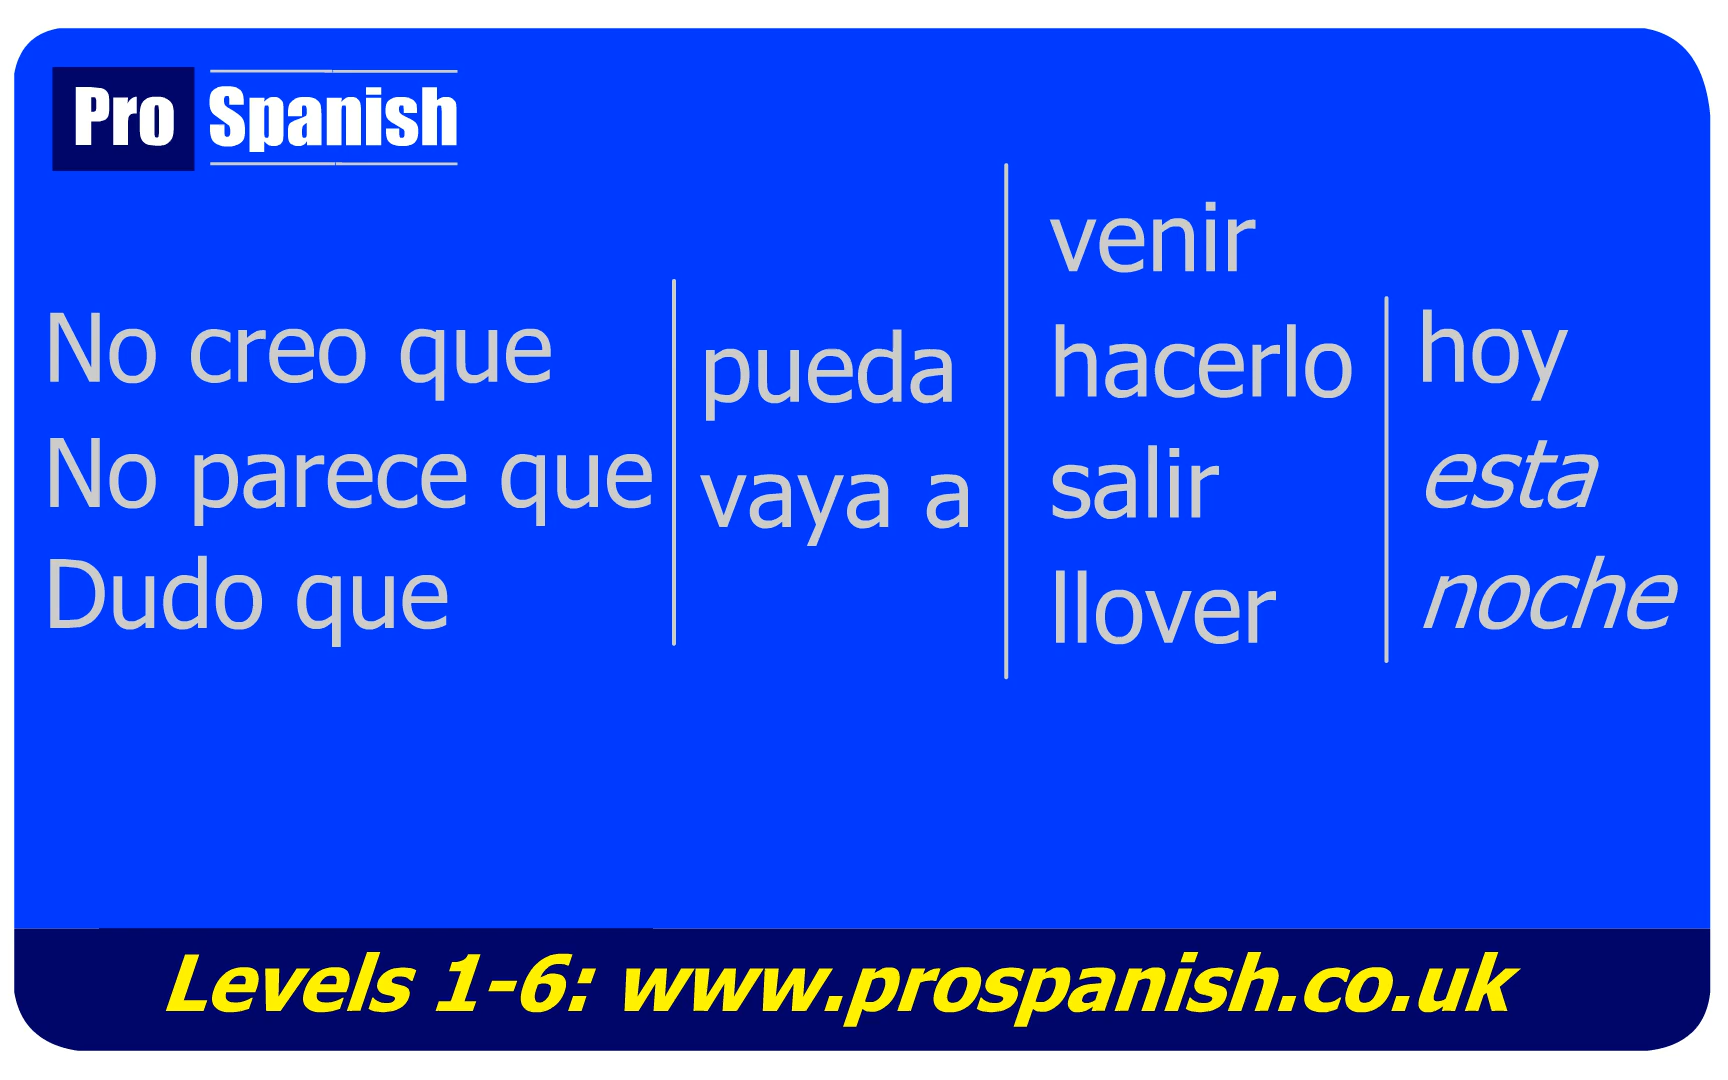 Pro Spanish
No creo que
No parece que
Dudo que
pueda
vaya a
venir
hacerlo
salir
llover
hoy
esta
noche
Levels 1-6: www.prospanish.co.uk